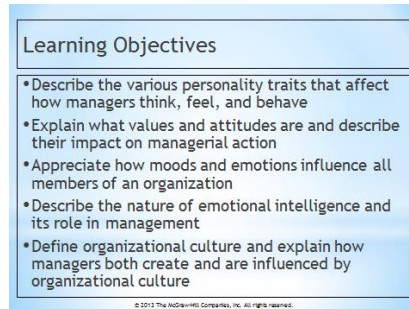 Learning Objectives
•Describe the various personality traits that affect
how managers think, feel, and behave
•Explain what values and attitudes are and describe
their impact on managerial action
•Appreciate how moods and emotions influence all
members of an organization
•Describe the nature of emotional intelligence and
its role in management
•Define organizational culture and explain how
managers both create and are influenced by
organizational culture
© 2013 The McGraw-Hill Companies, Inc. All rights reserved.